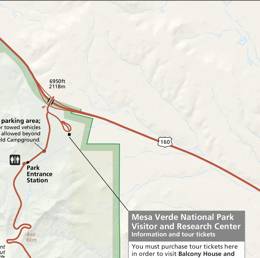 6950ft
2118m
parking area;
or towed vehicles
allowed beyond
eld Campground.
160
Park
Entrance
Station
Mesa Verde National Park
Visitor and Research Center
Information and tour tickets
You must purchase tour tickets here
in order to visit Balcony House and